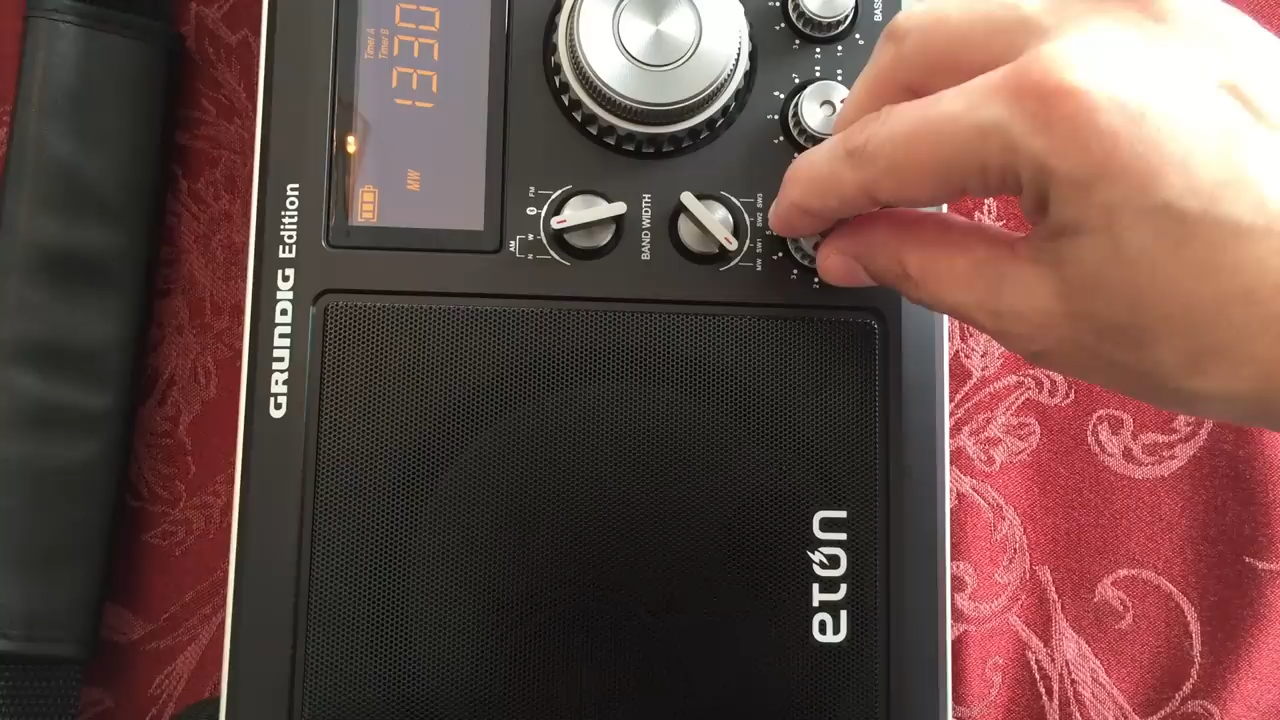 GRUNDIG Edition
Timer A
Timer B
1330
MW
FM
AM
W
N
BAND WIDTH
SW3
SW2
SW1
MW
BASS
etón